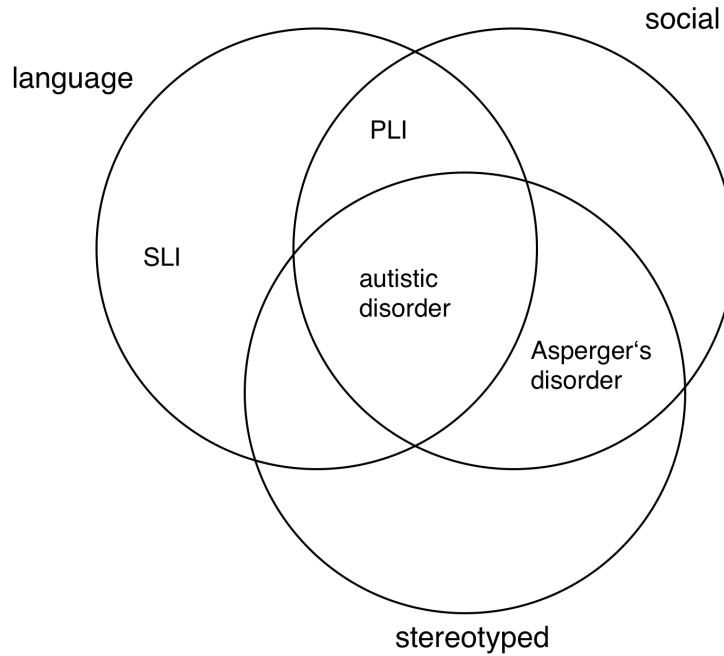 social
language
PLI
SLI
autistic
disorder
Asperger‘s
disorder
stereotyped